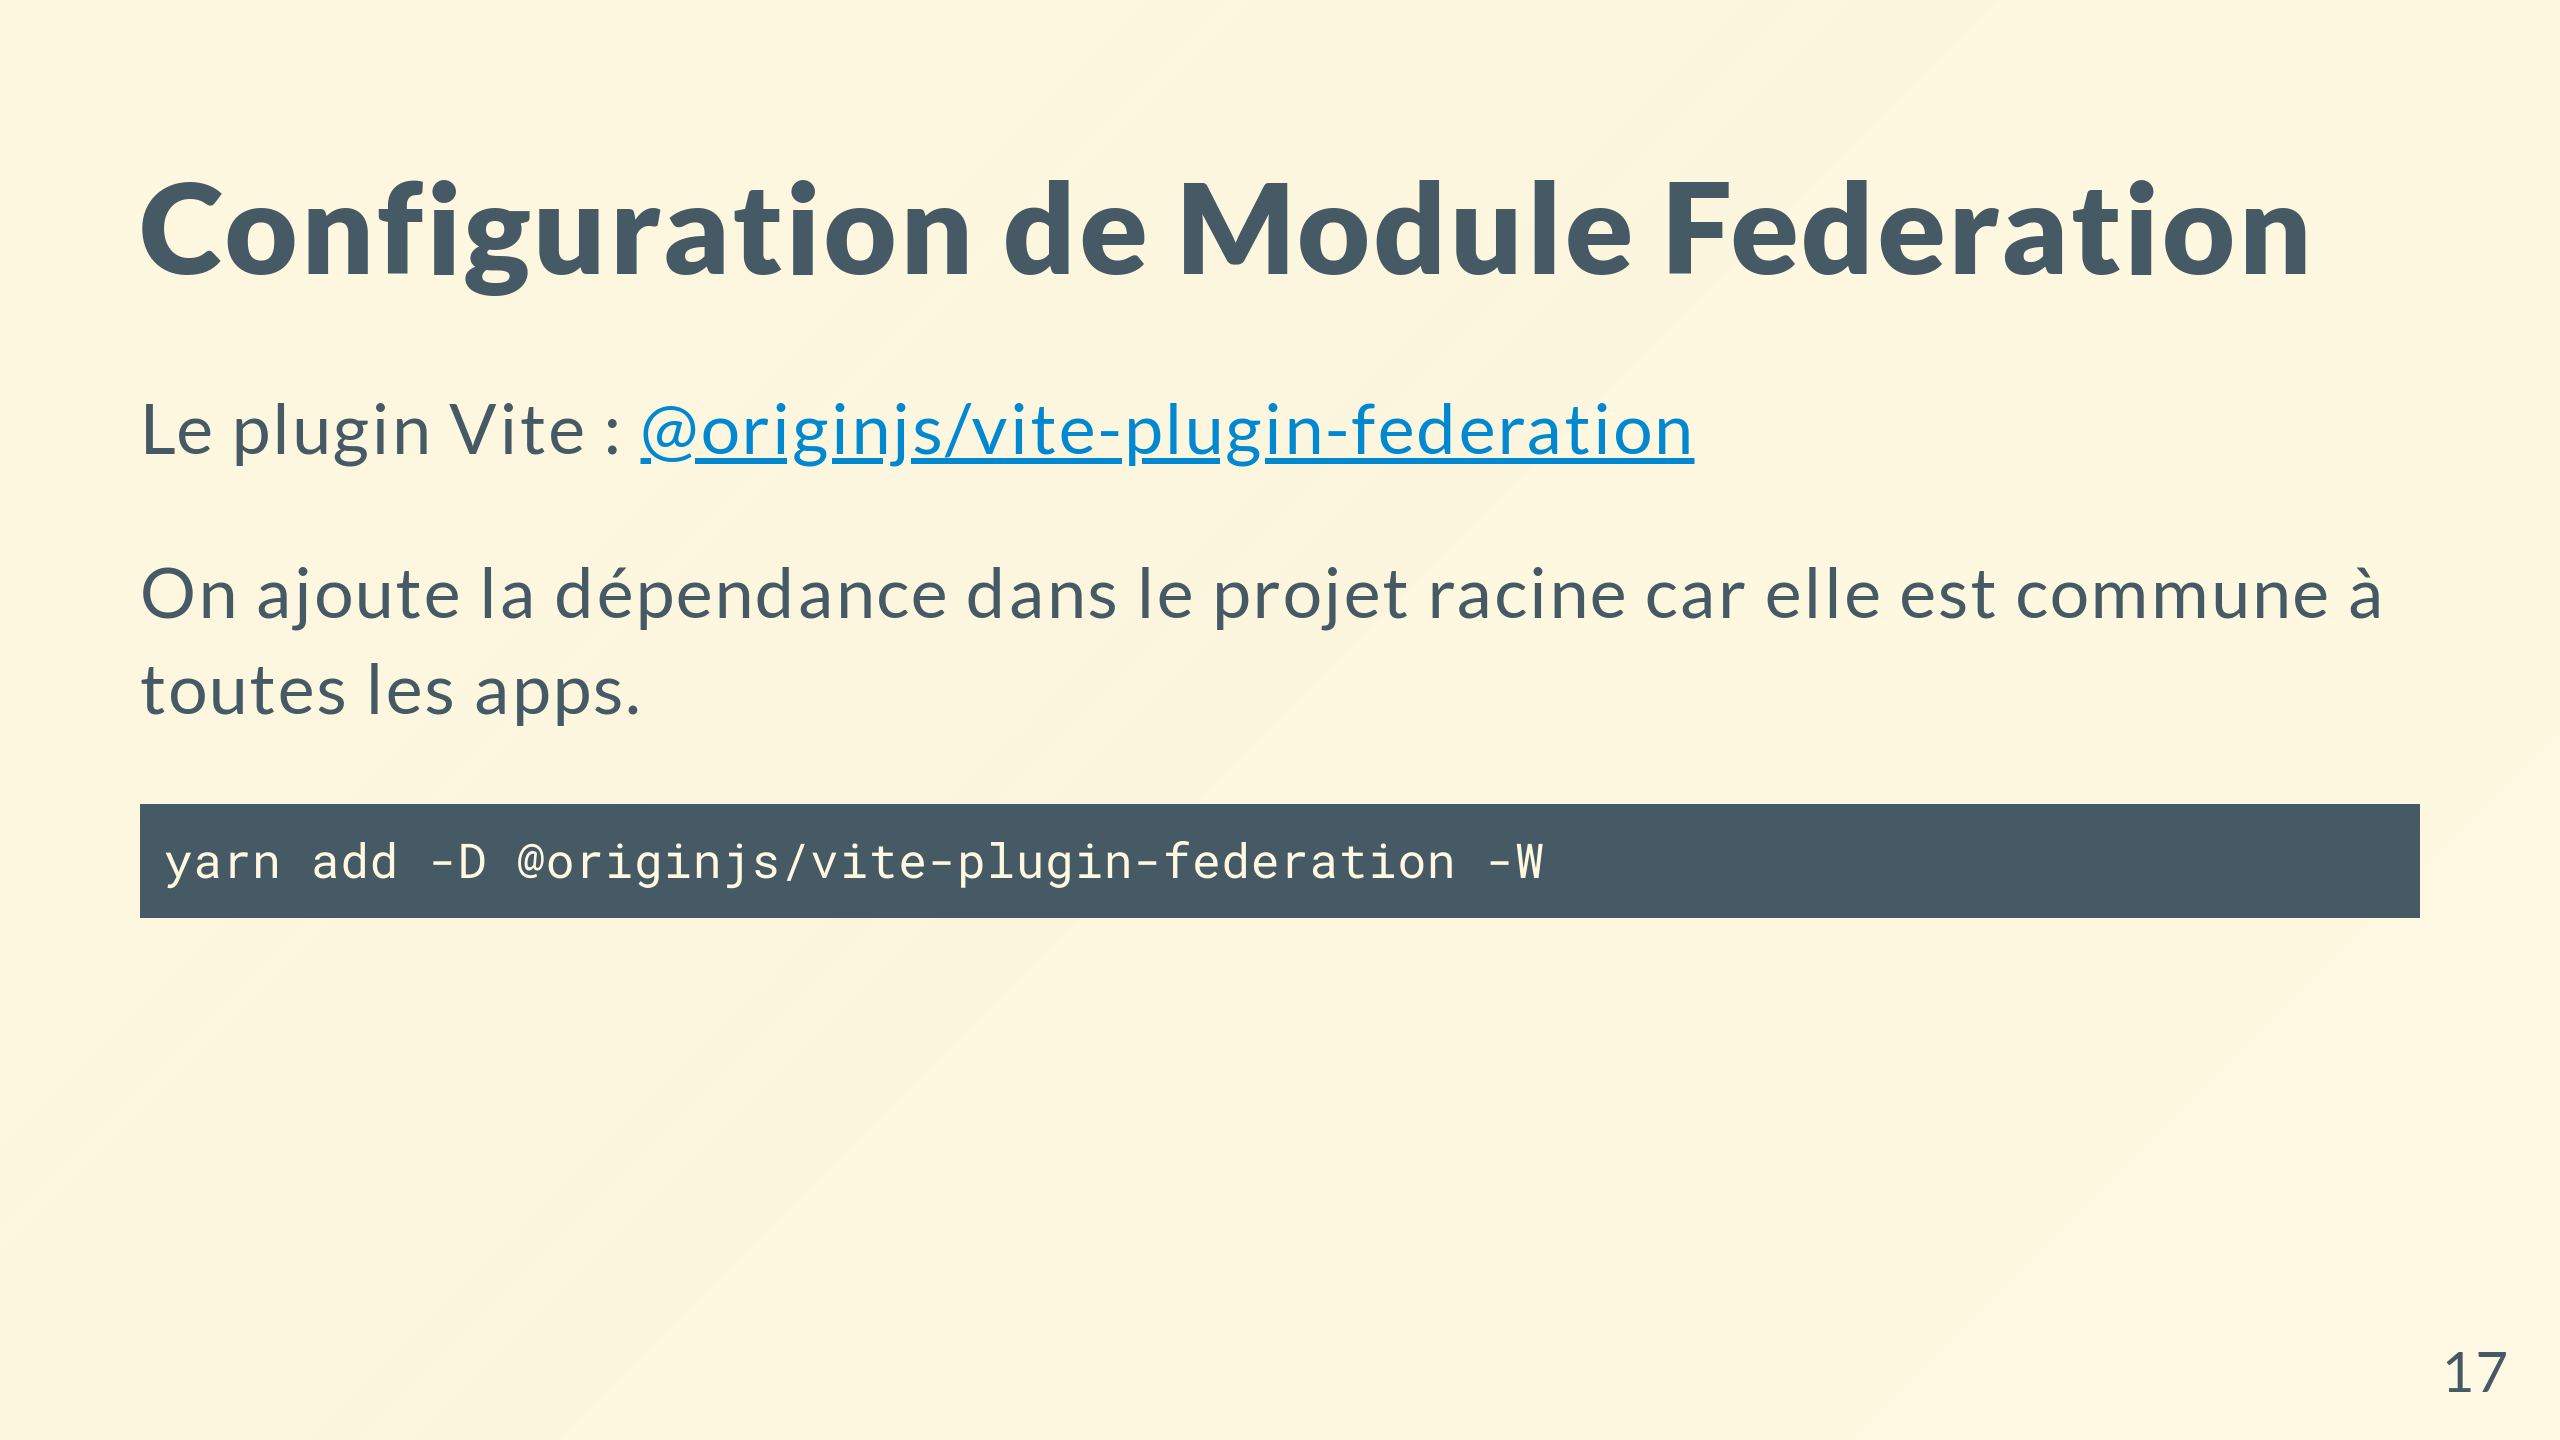 Configuration de Module Federation
Le plugin Vite : @originjs/vite-plugin-federation
On ajoute la dépendance dans le projet racine car elle est commune à
toutes les apps.
yarn add -D @originjs/vite-plugin-federation -W
17